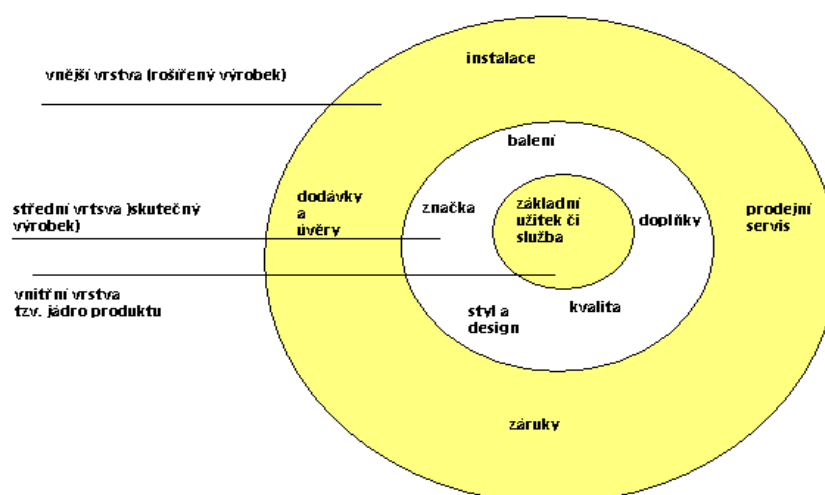 instalace
vnější vrstva (rošířený výrobek)
balení
dodávky
a
úvěry
značka
základní
užitek či
služba
doplňky
prodejní
servis
střední vrtsva )skutečný
výrobek)
vnitřní vrstva
tzv. jádro produktu
styl a
design
kvalita
záruky